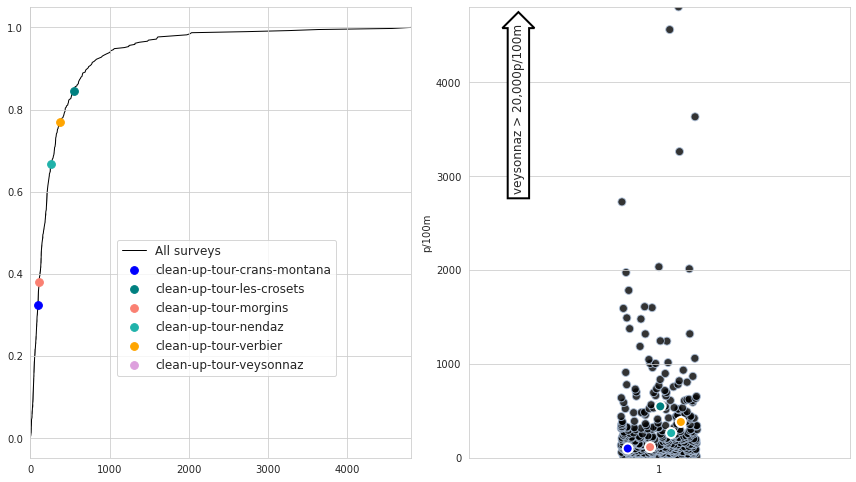 1.0
0.8
0.6
0.4
0.2
0.0
0
1000
2000
3000
4000
All surveys
clean-up-tour-crans-montana
clean-up-tour-les-crosets
clean-up-tour-morgins
clean-up-tour-nendaz
clean-up-tour-verbier
clean-up-tour-veysonnaz
p/100m
4000
3000
2000
1000
0
1
veysonnaz > 20,000p/100m